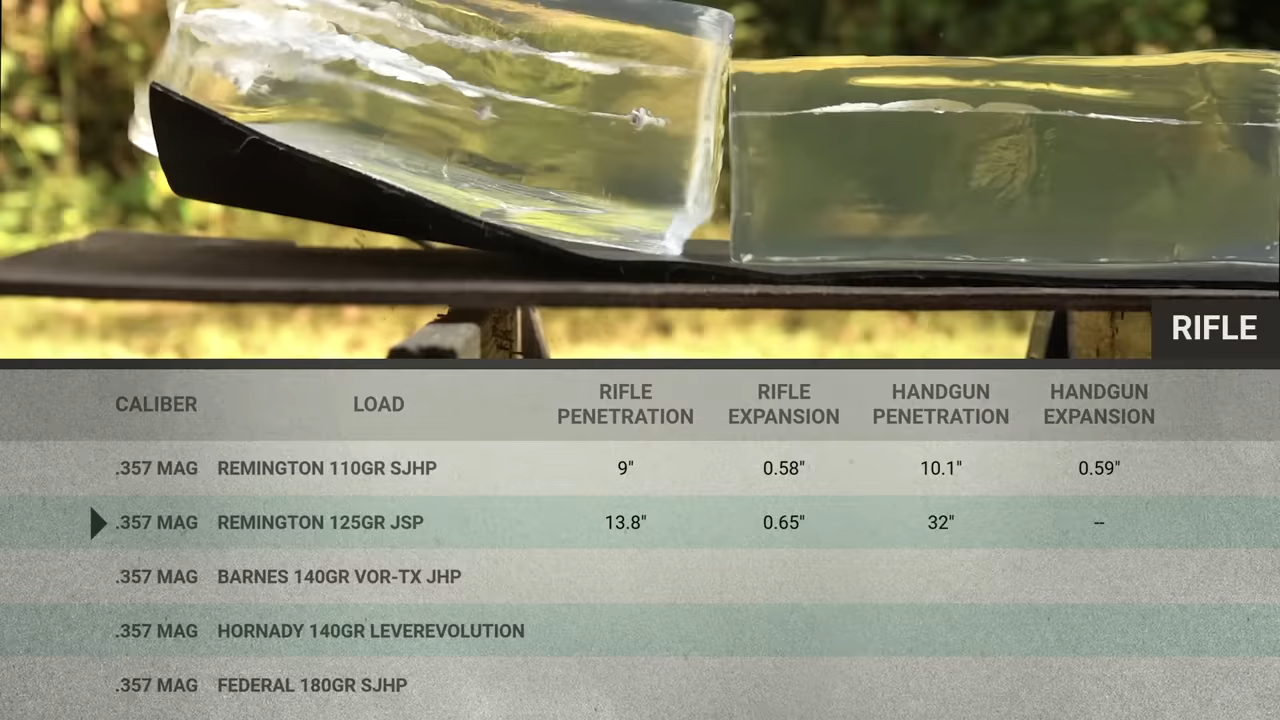 RIFLE
CALIBER LOAD RIFLE PENETRATION RIFLE EXPANSION HANDGUN PENETRATION HANDGUN EXPANSION
.357 MAG REMINGTON 110GR SJHP 9" 0.58" 10.1" 0.59"
.357 MAG REMINGTON 125GR JSP 13.8" 0.65" 32" --
.357 MAG BARNES 140GR VOR-TX JHP
.357 MAG HORNADY 140GR LEVEREVOLUTION
.357 MAG FEDERAL 180GR SJHP